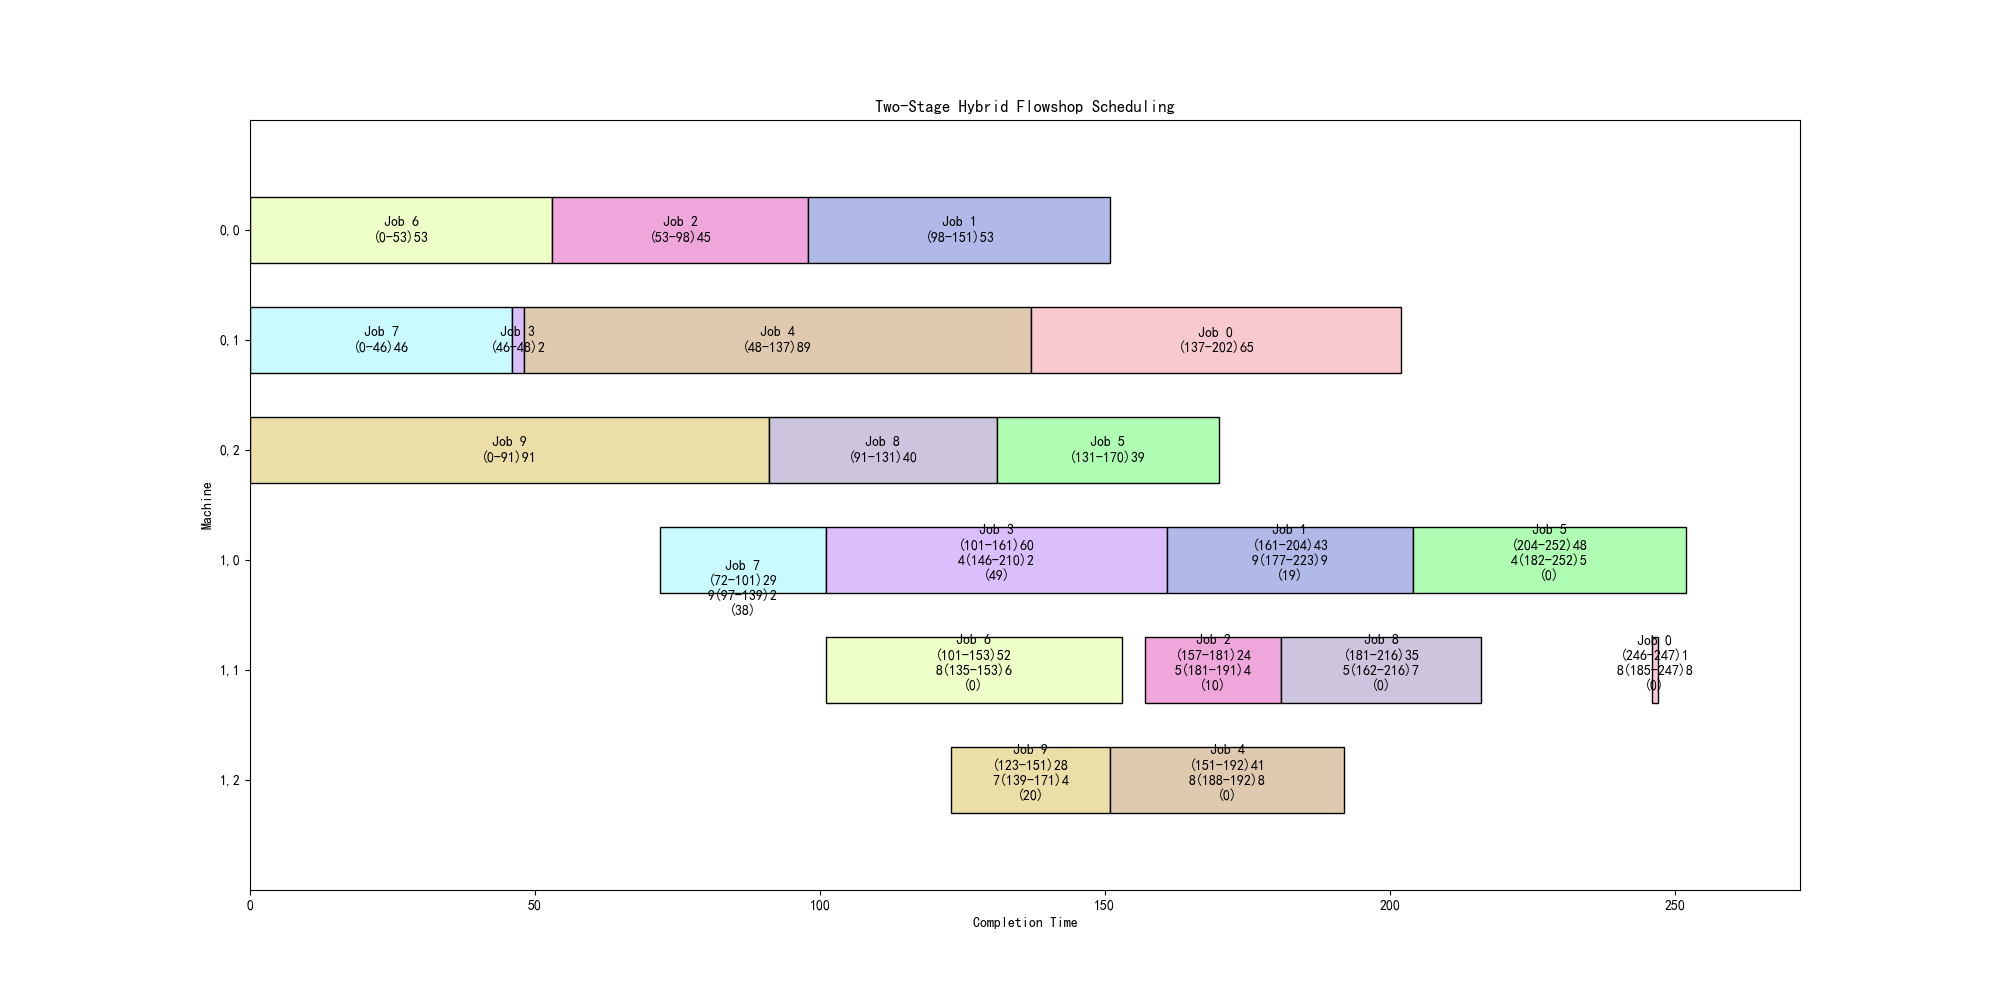 Two-Stage Hybrid Flowshop Scheduling
Machine
0,0
Job 6
(0-53)53
Job 2
(53-98)45
Job 1
(98-151)53
0,1
Job 7
(0-46)46
Job 3
(46-48)2
Job 4
(48-137)89
Job 0
(137-202)65
0,2
Job 9
(0-91)91
Job 8
(91-131)40
Job 5
(131-170)39
1,0
Job 7
(72-101)29
9(97-139)2
(38)
Job 3
(101-161)60
4(146-210)2
(49)
Job 1
(161-204)43
9(177-223)9
(19)
Job 5
(204-252)48
4(182-252)5
(0)
1,1
Job 6
(101-153)52
8(135-153)6
(0)
Job 2
(157-181)24
5(181-191)4
(10)
Job 8
(181-216)35
5(162-216)7
(0)
Job 0
(246-247)1
8(185-247)8
(0)
1,2
Job 9
(123-151)28
7(139-171)4
(20)
Job 4
(151-192)41
8(188-192)8
(0)
0 50 100 150 200 250
Completion Time